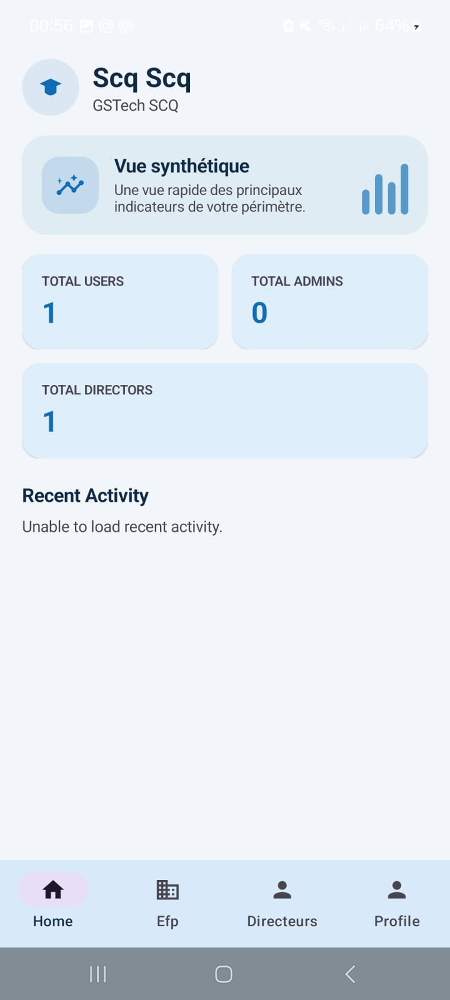 00:56
64%
Scq Scq
GSTech SCQ
Vue synthétique
Une vue rapide des principaux
indicateurs de votre périmètre.
TOTAL USERS
1
TOTAL ADMINS
0
TOTAL DIRECTORS
1
Recent Activity
Unable to load recent activity.
Home
Efp
Directeurs
Profile